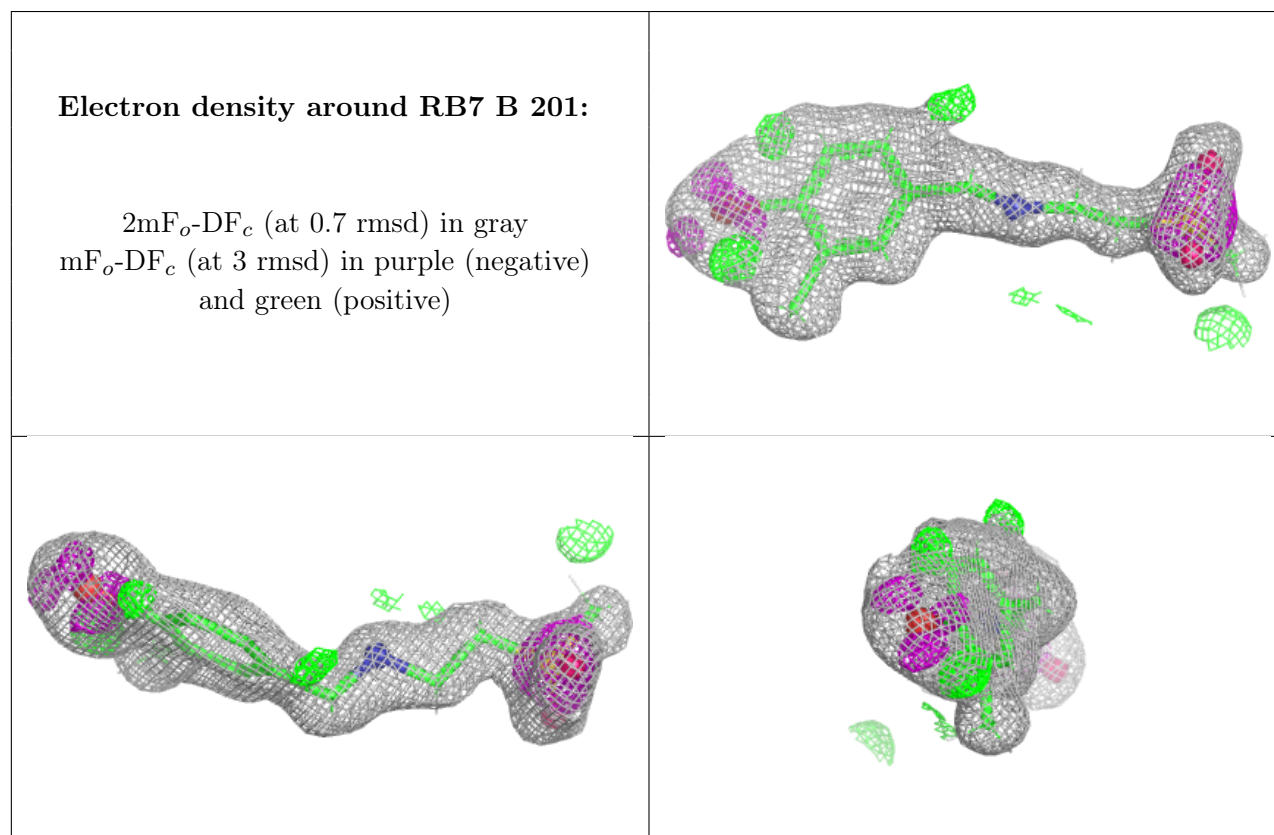 Electron density around RB7 B 201:
2mFₒ-DF𝒸 (at 0.7 rmsd) in gray
mFₒ-DF𝒸 (at 3 rmsd) in purple (negative)
and green (positive)